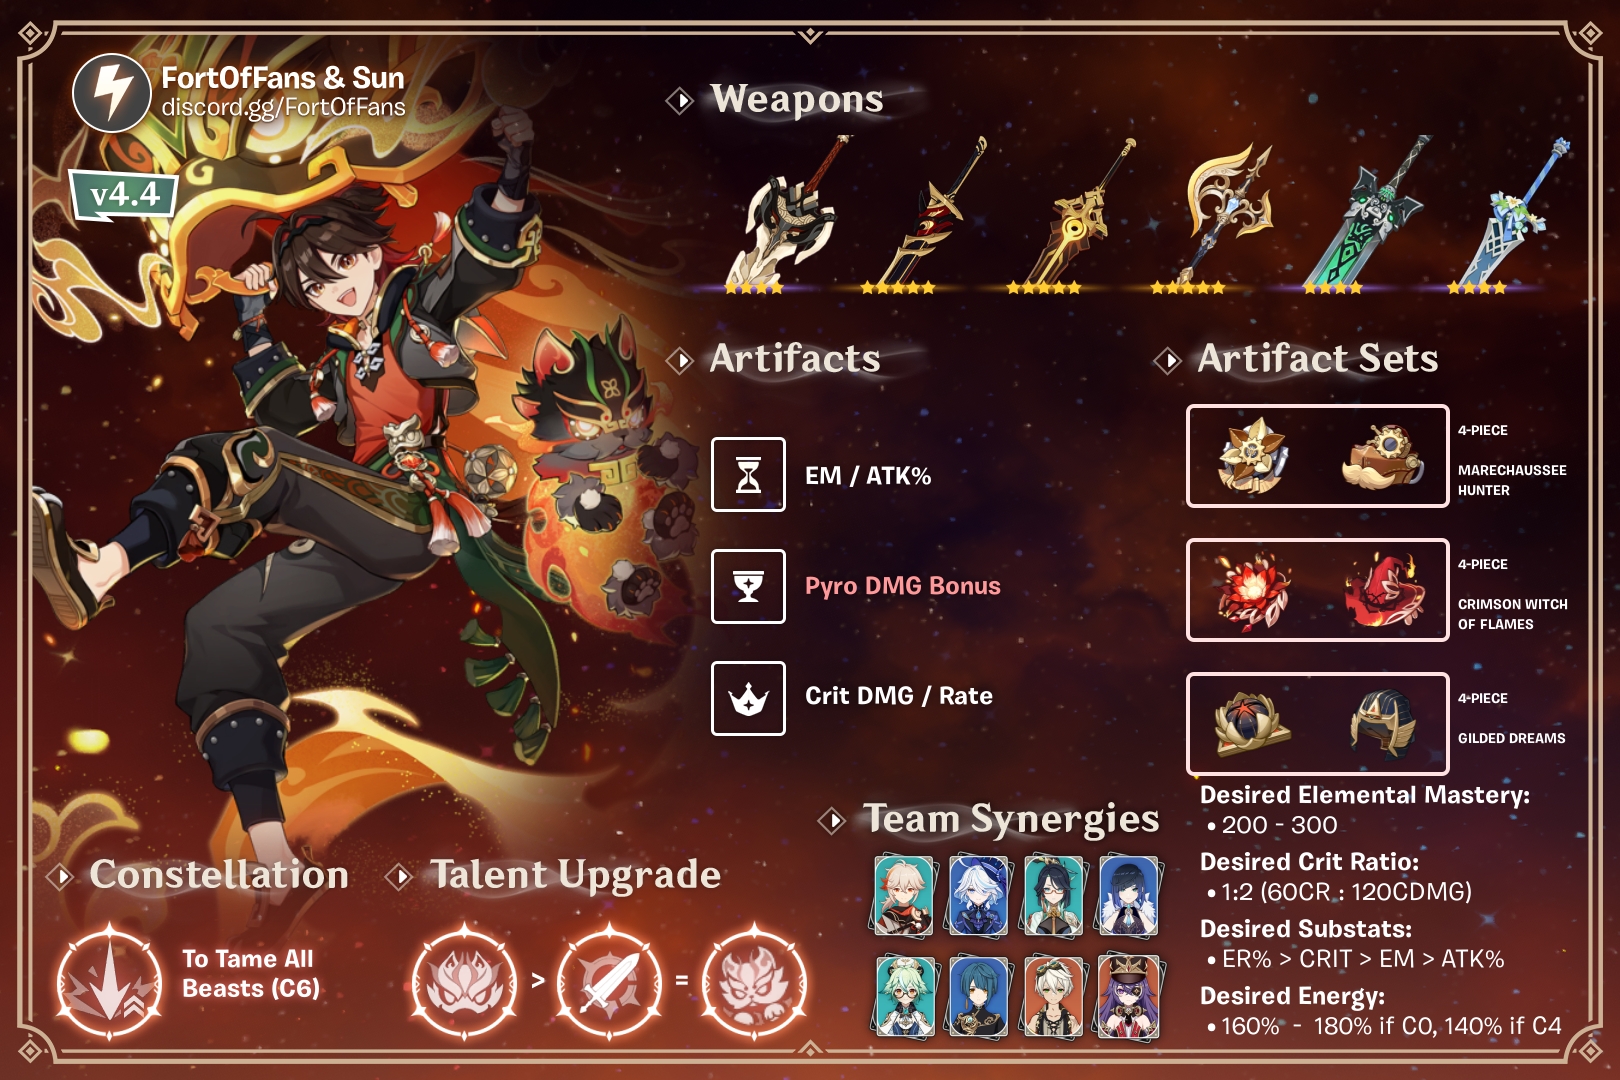 FortOfFans & Sun
discord.gg/FortOfFans
v4.4
Weapons
Artifacts
EM / ATK%
Pyro DMG Bonus
Crit DMG / Rate
Artifact Sets
4-PIECE
MARECHAUSSEE
HUNTER
4-PIECE
CRIMSON WITCH
OF FLAMES
4-PIECE
GILDED DREAMS
Constellation
To Tame All
Beasts (C6)
Talent Upgrade
> =
Team Synergies
Desired Elemental Mastery:
• 200 - 300
Desired Crit Ratio:
• 1:2 (60CR : 120CDMG)
Desired Substats:
• ER% > CRIT > EM > ATK%
Desired Energy:
• 160% - 180% if C0, 140% if C4